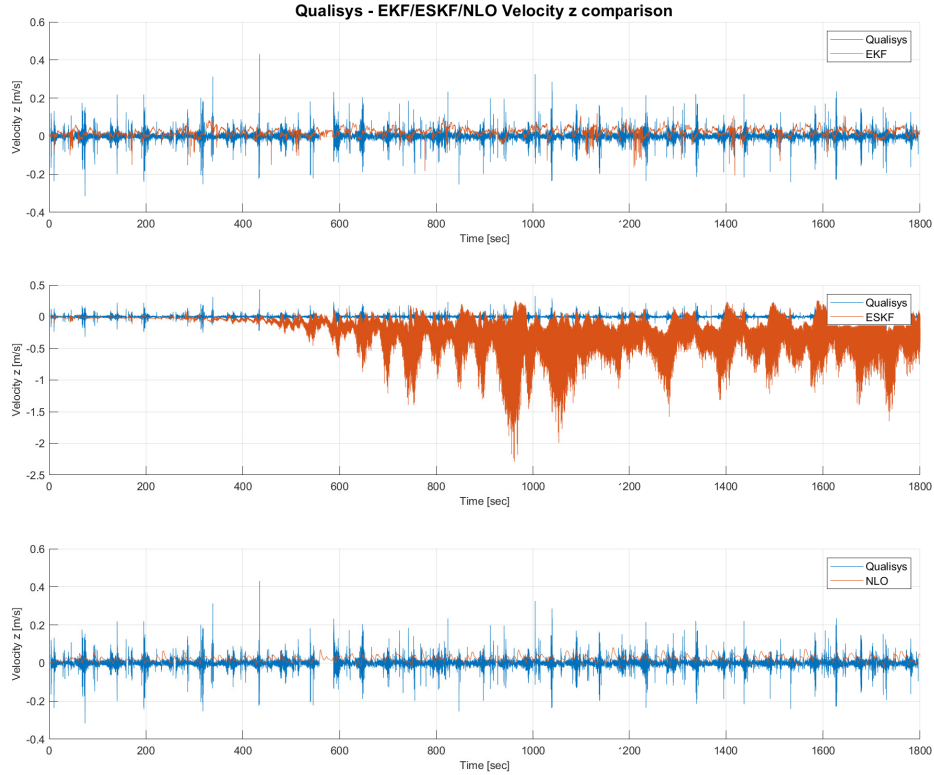 Qualisys - EKF/ESKF/NLO Velocity z comparison
0.6
0.4
0.2
0
-0.2
-0.4
Velocity z [m/s]
Qualisys
EKF
0 200 400 600 800 1000 1200 1400 1600 1800
Time [sec]
0.5
0
-0.5
-1
-1.5
-2
-2.5
Velocity z [m/s]
Qualisys
ESKF
0 200 400 600 800 1000 1200 1400 1600 1800
Time [sec]
0.6
0.4
0.2
0
-0.2
-0.4
Velocity z [m/s]
Qualisys
NLO
0 200 400 600 800 1000 1200 1400 1600 1800
Time [sec]